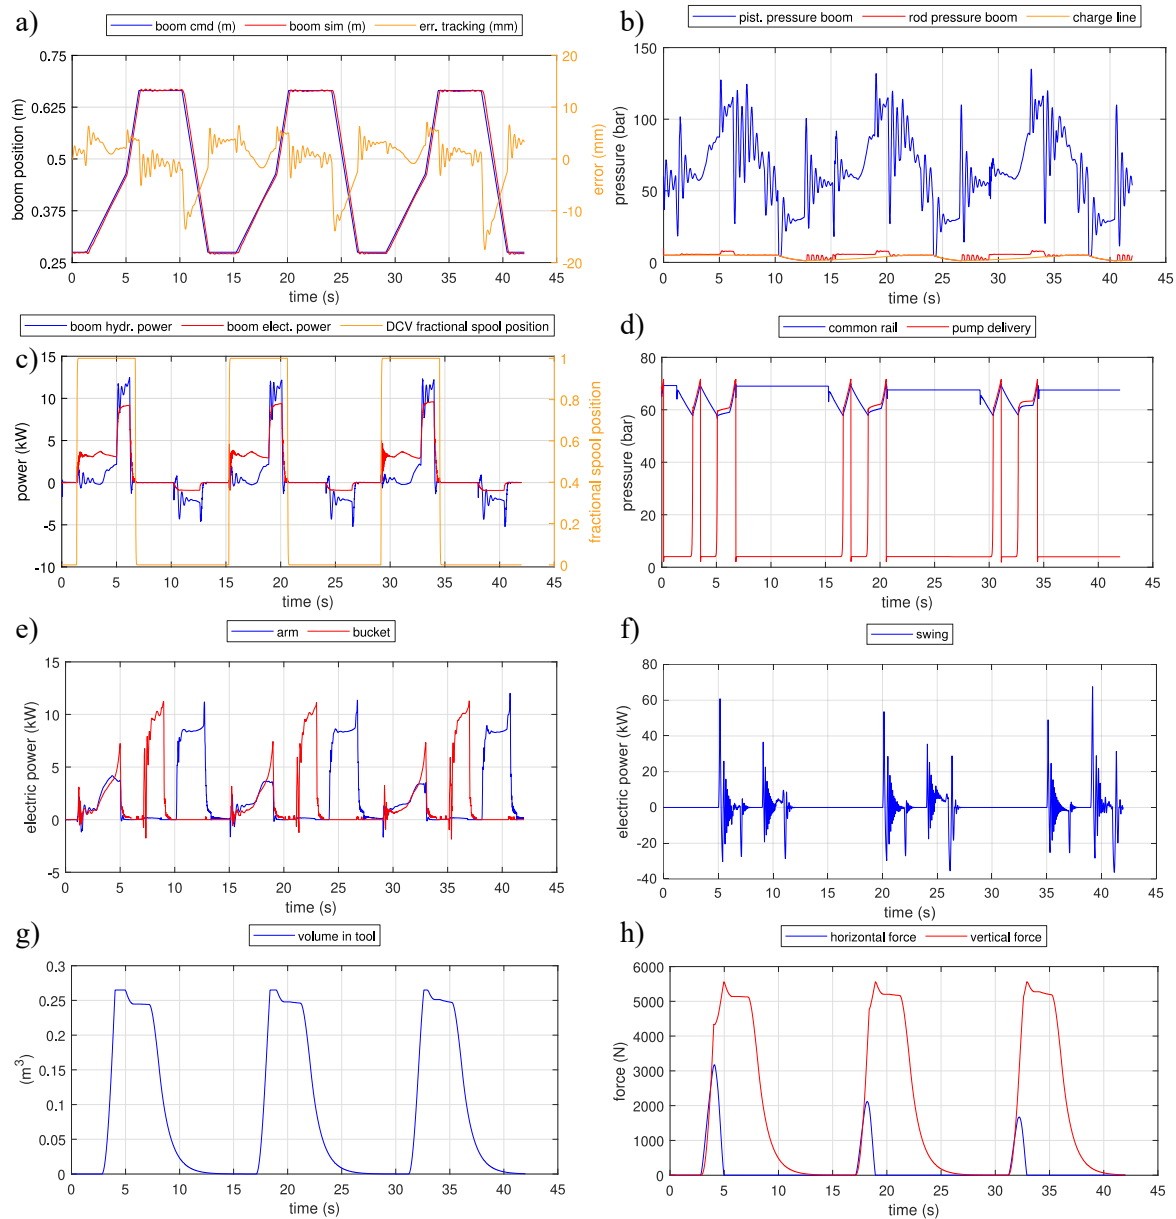 a)
boom cmd (m) boom sim (m) err. tracking (mm)
0.75 0.625 0.5 0.375 0.25
boom position (m)
20 10 0 -10 -20
error (mm)
0 5 10 15 20 25 30 35 40 45
time (s)
b)
pist. pressure boom rod pressure boom charge line
150 100 50 0
pressure (bar)
0 5 10 15 20 25 30 35 40 45
time (s)
c)
boom hydr. power boom elect. power DCV fractional spool position
15 10 5 0 -5 -10
power (kW)
1 0.8 0.6 0.4 0.2 0
fractional spool position
0 5 10 15 20 25 30 35 40 45
time (s)
d)
common rail pump delivery
80 60 40 20 0
pressure (bar)
0 5 10 15 20 25 30 35 40 45
time (s)
e)
arm bucket
15 10 5 0 -5
electric power (kW)
0 5 10 15 20 25 30 35 40 45
time (s)
f)
swing
80 60 40 20 0 -20 -40
electric power (kW)
0 5 10 15 20 25 30 35 40 45
time (s)
g)
volume in tool
0.3 0.25 0.2 0.15 0.1 0.05 0
(m³)
0 5 10 15 20 25 30 35 40 45
time (s)
h)
horizontal force vertical force
6000 5000 4000 3000 2000 1000 0
force (N)
0 5 10 15 20 25 30 35 40 45
time (s)